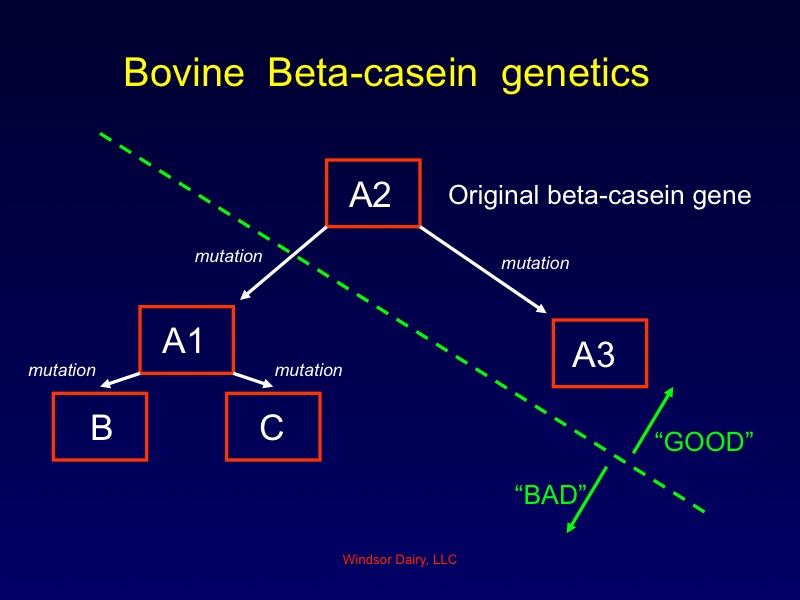 Bovine Beta-casein genetics
A2
Original beta-casein gene
mutation
mutation
A1
A3
mutation
mutation
B
C
“GOOD”
“BAD”
Windsor Dairy, LLC